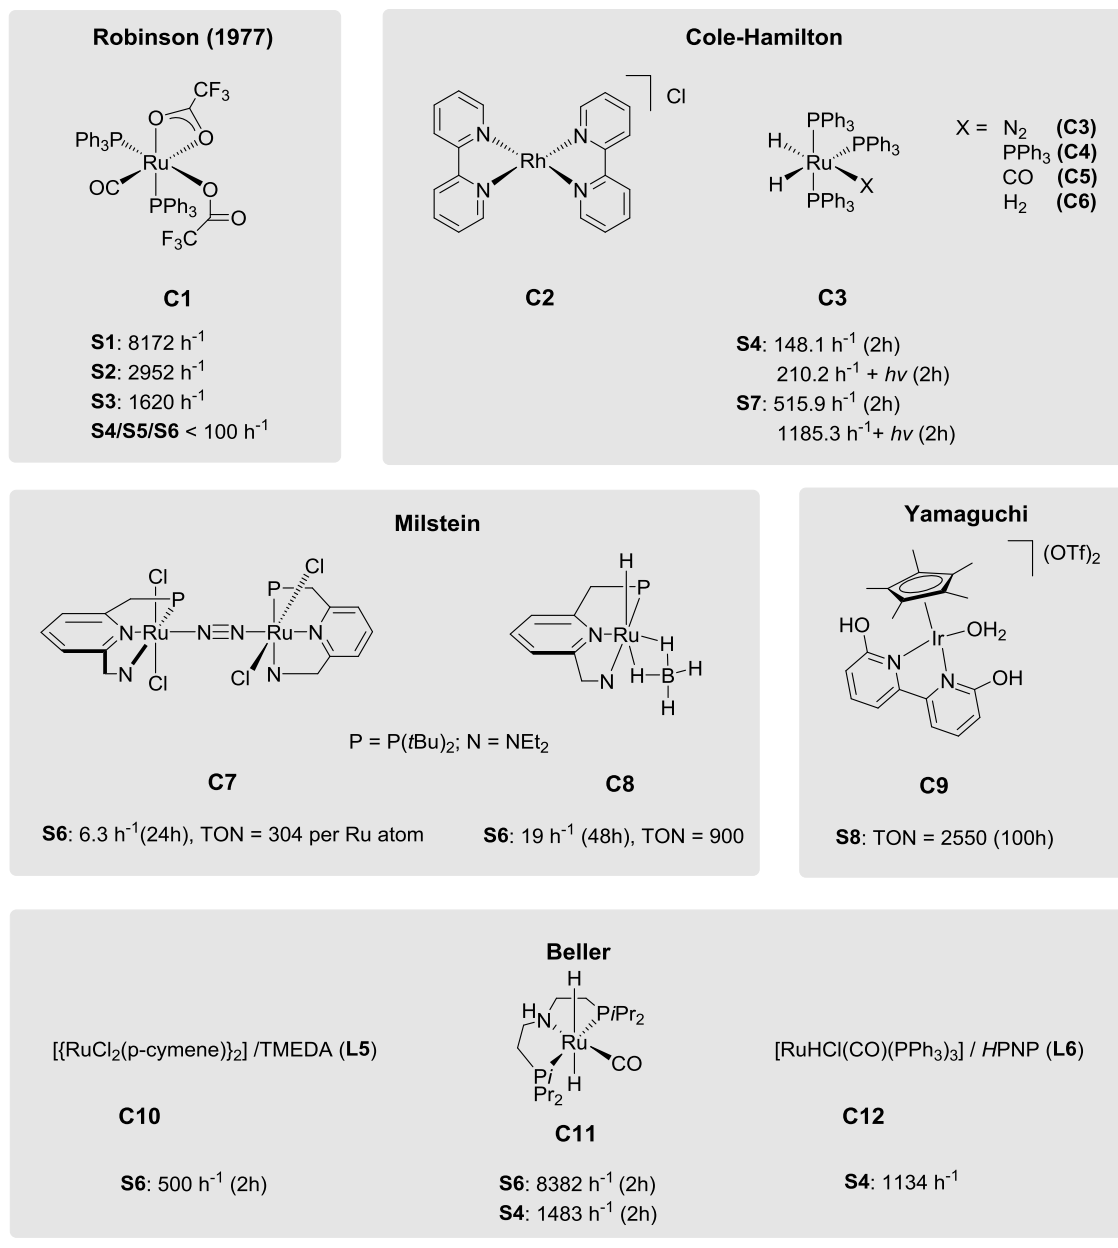 Robinson (1977)
CF3
O
O
Ph3P
Ru
OC
O
PPh3
O
F3C
C1
S1: 8172 h-1
S2: 2952 h-1
S3: 1620 h-1
S4/S5/S6 < 100 h-1
Cole-Hamilton
Cl
N
N
Rh
N
N
C2
PPh3
H
PPh3
Ru
H
X
PPh3
X = N2 (C3)
PPh3 (C4)
CO (C5)
H2 (C6)
C3
S4: 148.1 h-1 (2h)
210.2 h-1 + hv (2h)
S7: 515.9 h-1 (2h)
1185.3 h-1+ hv (2h)
Milstein
Cl
P
N Ru N N Ru N
N
Cl
P
Cl
Cl
N
H
P
N Ru
H
N
H B H
H
P = P(tBu)2; N = NEt2
C7
C8
S6: 6.3 h-1(24h), TON = 304 per Ru atom
S6: 19 h-1 (48h), TON = 900
Yamaguchi
(OTf)2
HO
Ir OH2
N
N
OH
C9
S8: TON = 2550 (100h)
Beller
[{RuCl2(p-cymene)}2] /TMEDA (L5)
C10
S6: 500 h-1 (2h)
H
H
N
PiPr2
Ru
CO
Pi
Pr2
H
C11
S6: 8382 h-1 (2h)
S4: 1483 h-1 (2h)
[RuHCl(CO)(PPh3)3] / HPNP (L6)
C12
S4: 1134 h-1